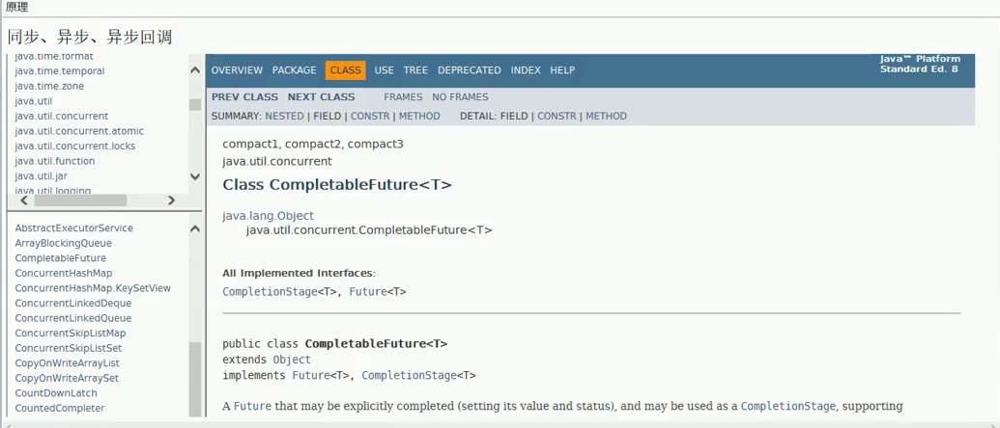 原理
同步、异步、异步回调
java.time.format
java.time.temporal
java.time.zone
java.util
java.util.concurrent
java.util.concurrent.atomic
java.util.concurrent.locks
java.util.function
java.util.jar
java.util.logging
AbstractExecutorService
ArrayBlockingQueue
CompletableFuture
ConcurrentHashMap
ConcurrentHashMap.KeySetView
ConcurrentLinkedDeque
ConcurrentLinkedQueue
ConcurrentSkipListMap
ConcurrentSkipListSet
CopyOnWriteArrayList
CopyOnWriteArraySet
CountDownLatch
CountedCompleter
OVERVIEW PACKAGE CLASS USE TREE DEPRECATED INDEX HELP
Java™ Platform
Standard Ed. 8
PREV CLASS NEXT CLASS FRAMES NO FRAMES
SUMMARY: NESTED | FIELD | CONSTR | METHOD DETAIL: FIELD | CONSTR | METHOD
compact1, compact2, compact3
java.util.concurrent
Class CompletableFuture<T>
java.lang.Object
java.util.concurrent.CompletableFuture<T>
All Implemented Interfaces:
CompletionStage<T>, Future<T>
public class CompletableFuture<T>
extends Object
implements Future<T>, CompletionStage<T>
A Future that may be explicitly completed (setting its value and status), and may be used as a CompletionStage, supporting